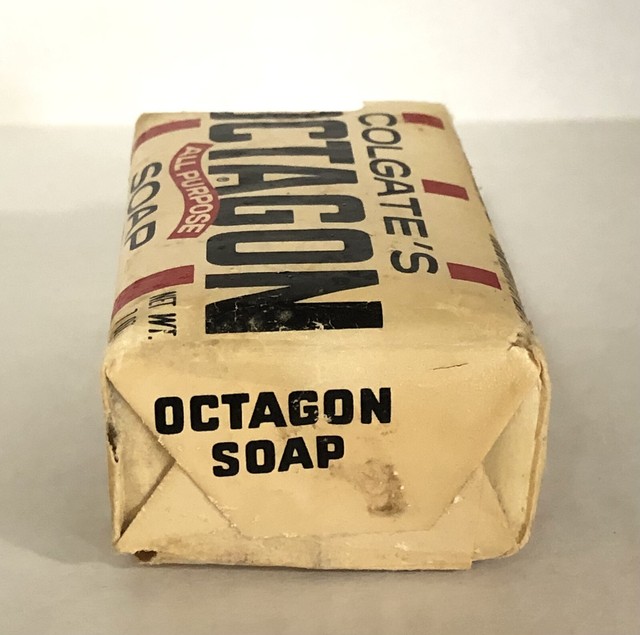 COLGATE'S
OCTAGON
ALL PURPOSE
SOAP
NET WT.
OCTAGON
SOAP